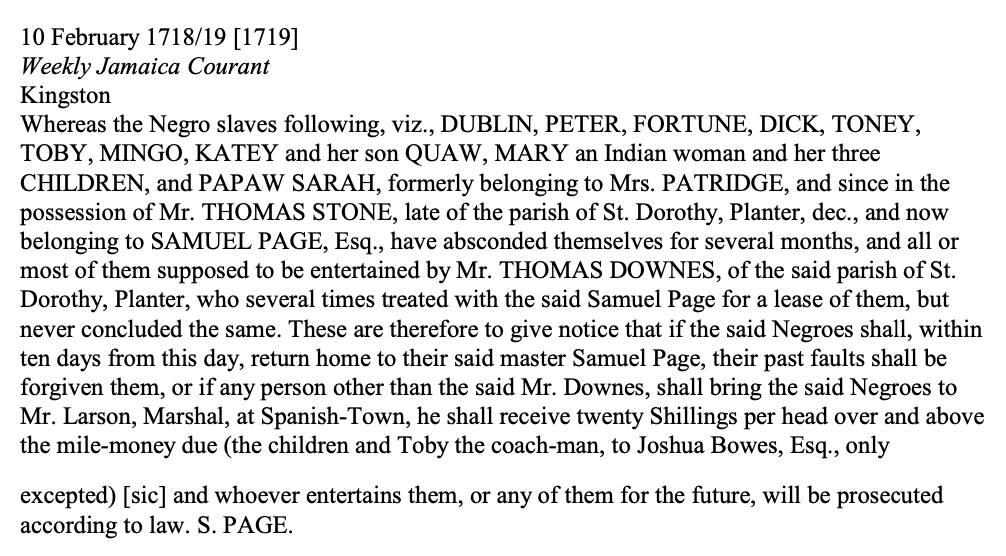 10 February 1718/19 [1719]
Weekly Jamaica Courant
Kingston
Whereas the Negro slaves following, viz., DUBLIN, PETER, FORTUNE, DICK, TONEY,
TOBY, MINGO, KATEY and her son QUAW, MARY an Indian woman and her three
CHILDREN, and PAPAW SARAH, formerly belonging to Mrs. PATRIDGE, and since in the
possession of Mr. THOMAS STONE, late of the parish of St. Dorothy, Planter, dec., and now
belonging to SAMUEL PAGE, Esq., have absconded themselves for several months, and all or
most of them supposed to be entertained by Mr. THOMAS DOWNES, of the said parish of St.
Dorothy, Planter, who several times treated with the said Samuel Page for a lease of them, but
never concluded the same. These are therefore to give notice that if the said Negroes shall, within
ten days from this day, return home to their said master Samuel Page, their past faults shall be
forgiven them, or if any person other than the said Mr. Downes, shall bring the said Negroes to
Mr. Larson, Marshal, at Spanish-Town, he shall receive twenty Shillings per head over and above
the mile-money due (the children and Toby the coach-man, to Joshua Bowes, Esq., only
excepted) [sic] and whoever entertains them, or any of them for the future, will be prosecuted
according to law. S. PAGE.